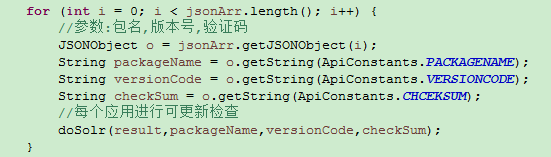 for (int i = 0; i < jsonArr.length(); i++) {
//参数:包名,版本号,验证码
JSONObject o = jsonArr.getJSONObject(i);
String packageName = o.getString(ApiConstants.PACKAGENAME);
String versionCode = o.getString(ApiConstants.VERSIONCODE);
String checkSum = o.getString(ApiConstants.CHCEKSUM);
//每个应用进行可更新检查
doSolr(result,packageName,versionCode,checkSum);
}